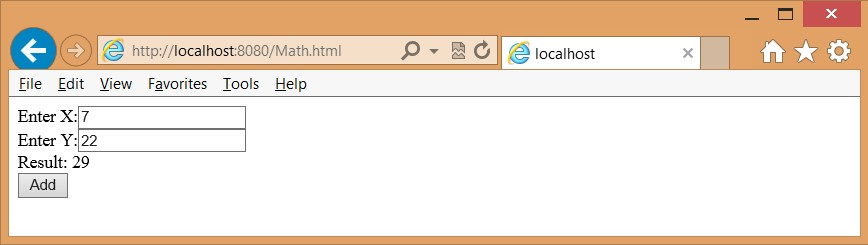 http://localhost:8080/Math.html
localhost
File Edit View Favorites Tools Help
Enter X: 7
Enter Y: 22
Result: 29
Add